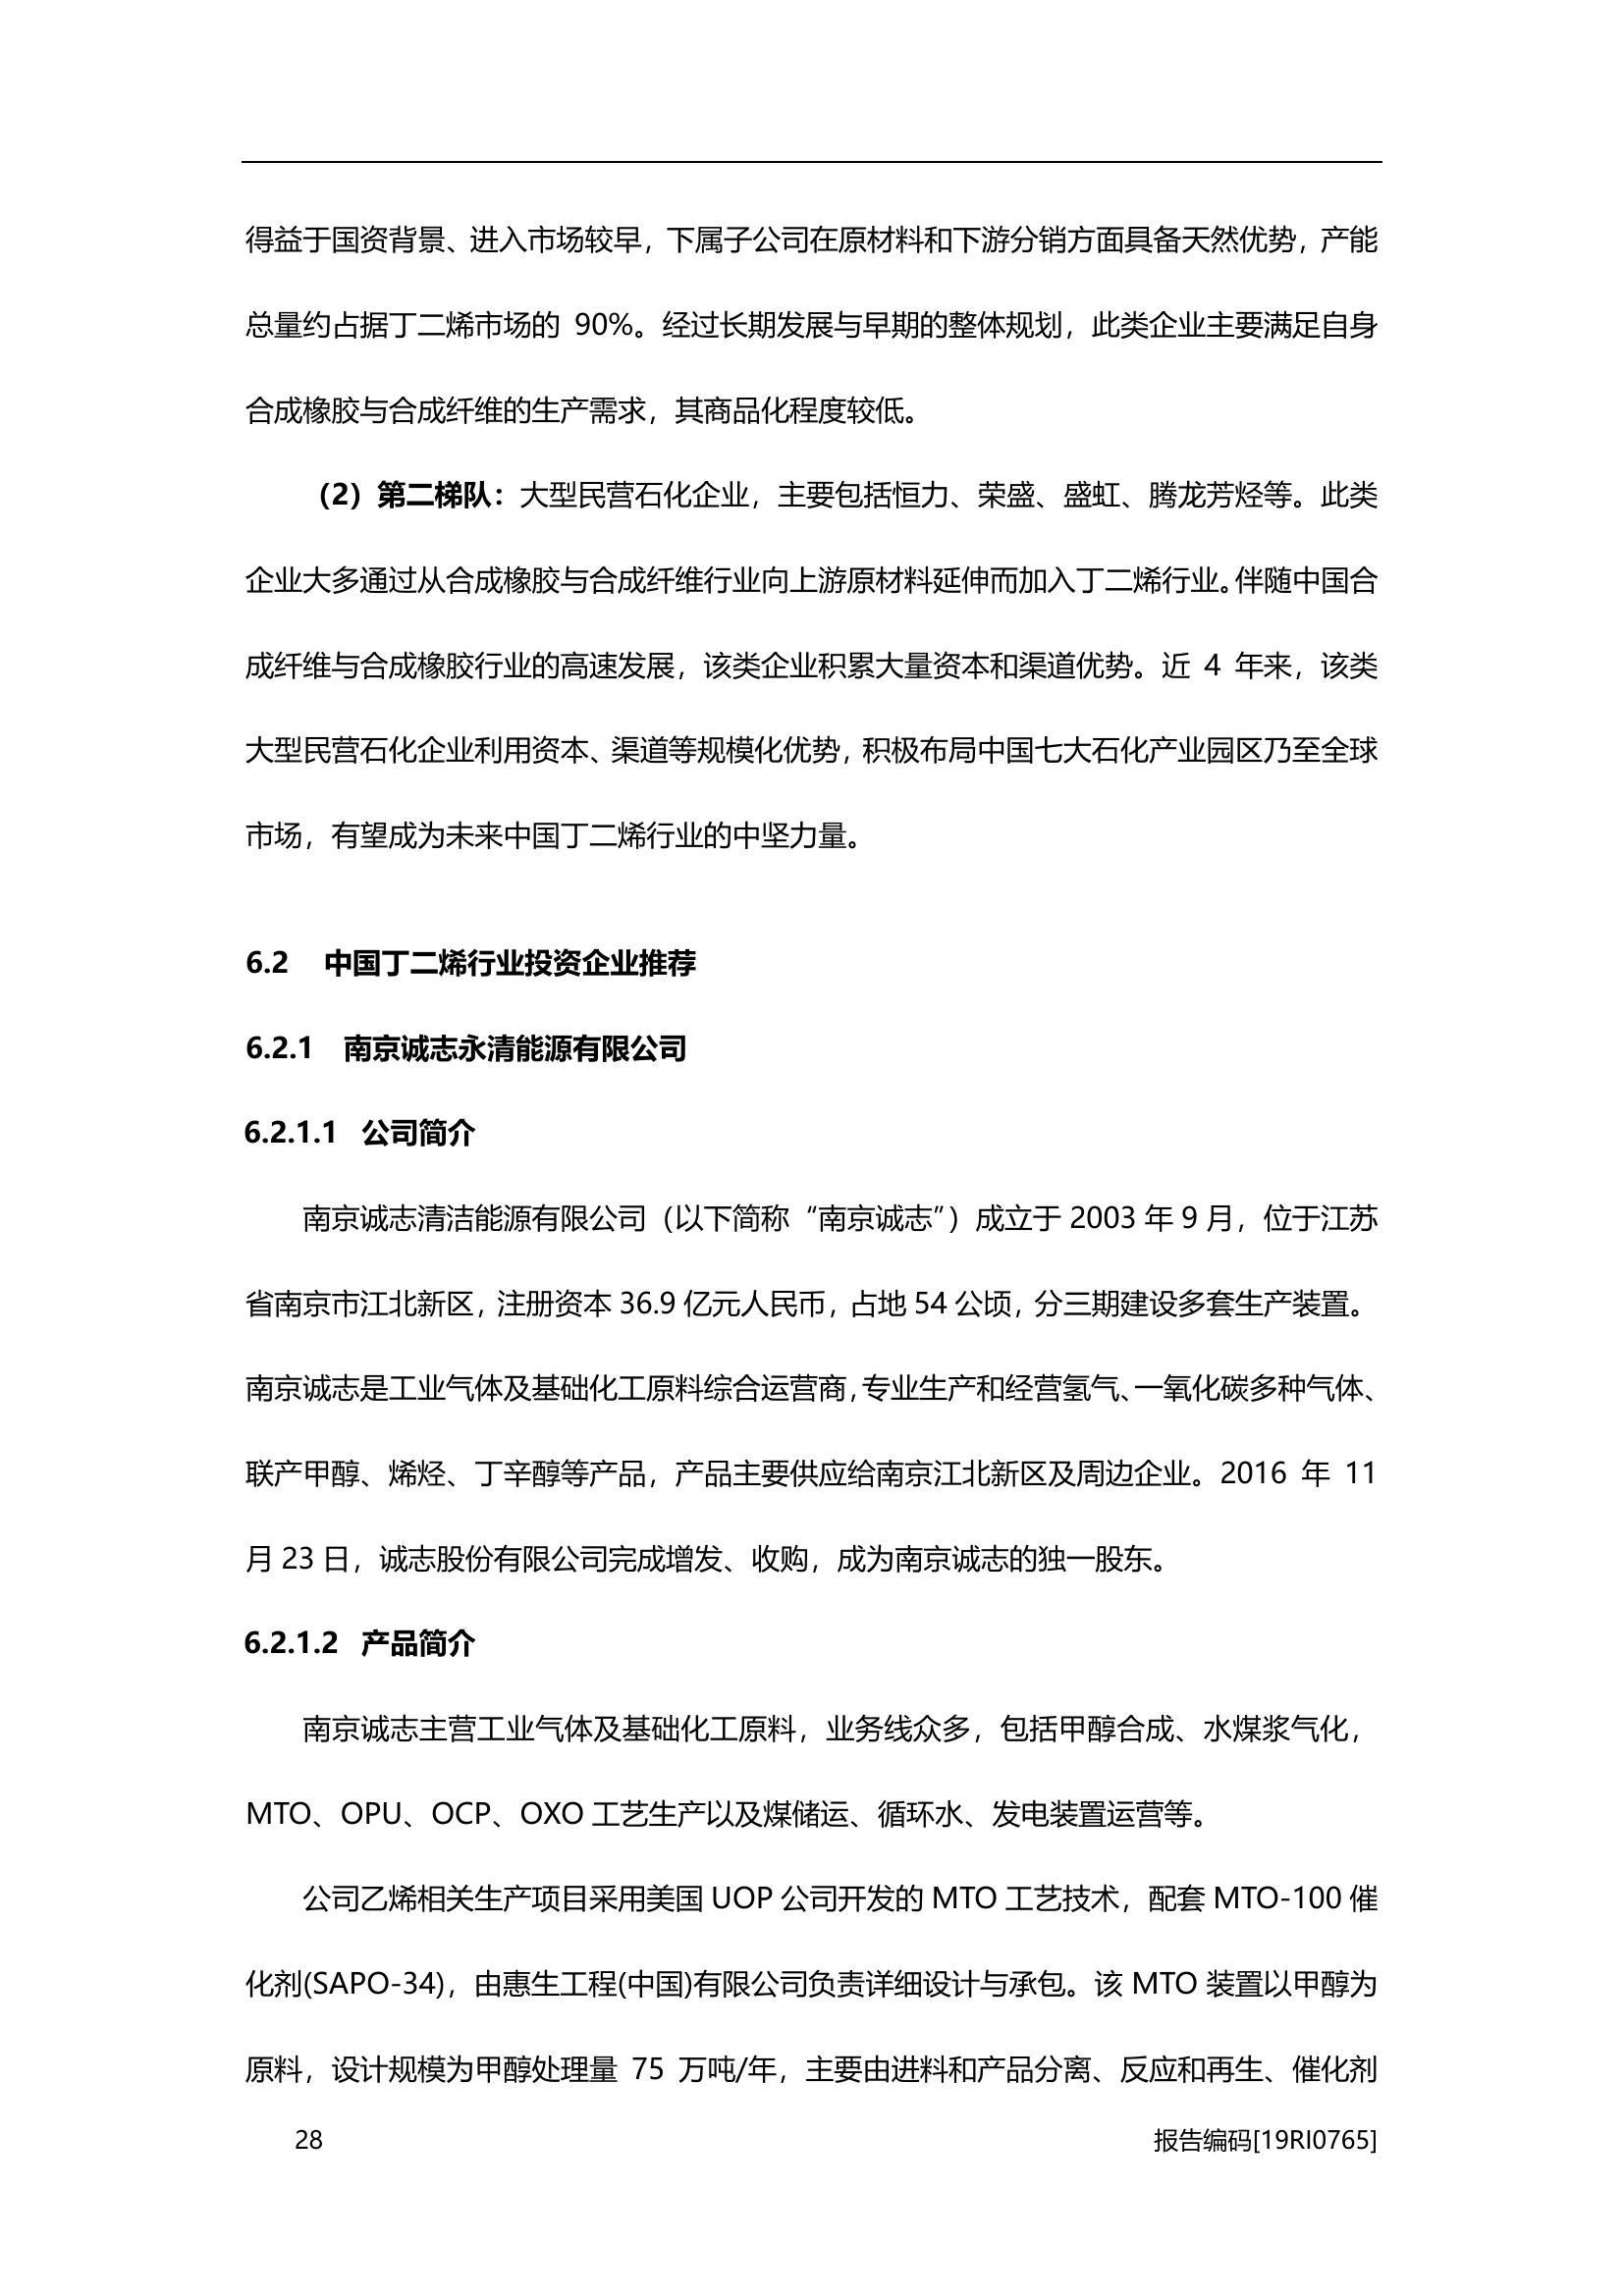 得益于国资背景、进入市场较早，下属子公司在原材料和下游分销方面具备天然优势，产能
总量约占据丁二烯市场的 90%。经过长期发展与早期的整体规划，此类企业主要满足自身
合成橡胶与合成纤维的生产需求，其商品化程度较低。
（2）第二梯队：大型民营石化企业，主要包括恒力、荣盛、盛虹、腾龙芳烃等。此类
企业大多通过从合成橡胶与合成纤维行业向上游原材料延伸而加入丁二烯行业。伴随中国合
成纤维与合成橡胶行业的高速发展，该类企业积累大量资本和渠道优势。近 4 年来，该类
大型民营石化企业利用资本、渠道等规模化优势，积极布局中国七大石化产业园区乃至全球
市场，有望成为未来中国丁二烯行业的中坚力量。
6.2 中国丁二烯行业投资企业推荐
6.2.1 南京诚志永清能源有限公司
6.2.1.1 公司简介
南京诚志清洁能源有限公司（以下简称“南京诚志”）成立于 2003 年 9 月，位于江苏
省南京市江北新区，注册资本 36.9 亿元人民币，占地 54 公顷，分三期建设多套生产装置。
南京诚志是工业气体及基础化工原料综合运营商，专业生产和经营氢气、一氧化碳多种气体、
联产甲醇、烯烃、丁辛醇等产品，产品主要供应给南京江北新区及周边企业。2016 年 11
月 23 日，诚志股份有限公司完成增发、收购，成为南京诚志的独一股东。
6.2.1.2 产品简介
南京诚志主营工业气体及基础化工原料，业务线众多，包括甲醇合成、水煤浆气化，
MTO、OPU、OCP、OXO 工艺生产以及煤储运、循环水、发电装置运营等。
公司乙烯相关生产项目采用美国 UOP 公司开发的 MTO 工艺技术，配套 MTO-100 催
化剂(SAPO-34)，由惠生工程(中国)有限公司负责详细设计与承包。该 MTO 装置以甲醇为
原料，设计规模为甲醇处理量 75 万吨/年，主要由进料和产品分离、反应和再生、催化剂
28 报告编码[19RI0765]